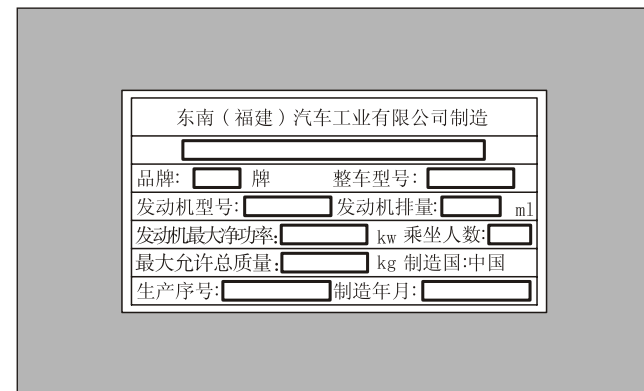 东南（福建）汽车工业有限公司制造
品牌: 牌 整车型号:
发动机型号: 发动机排量: ml
发动机最大净功率: kw 乘坐人数:
最大允许总质量: kg 制造国:中国
生产序号: 制造年月: